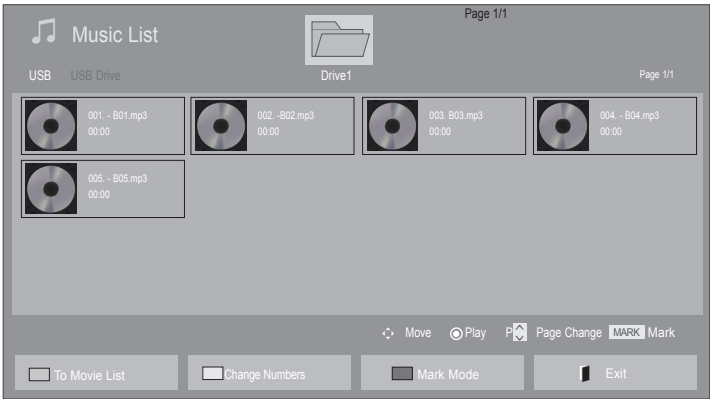 Page 1/1
Music List
USB USB Drive Drive1 Page 1/1
001. - B01.mp3
00:00
002. -B02.mp3
00:00
003. B03.mp3
00:00
004. - B04.mp3
00:00
005. - B05.mp3
00:00
Move Play P Page Change MARK Mark
To Movie List Change Numbers Mark Mode Exit